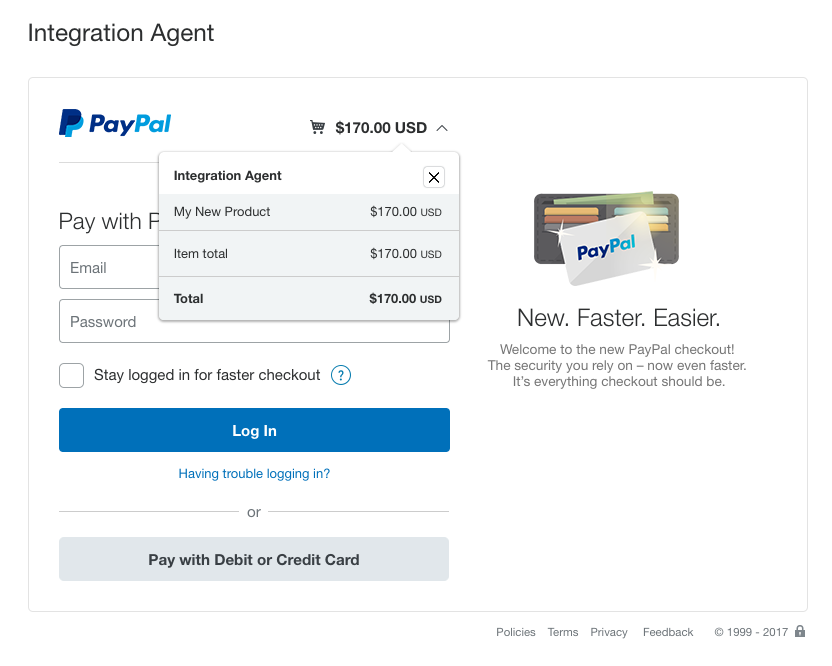 Integration Agent
PayPal
$170.00 USD
Integration Agent
My New Product $170.00 USD
Item total $170.00 USD
Total $170.00 USD
Pay with P
Email
Password
Stay logged in for faster checkout ?
Log In
Having trouble logging in?
or
Pay with Debit or Credit Card
PayPal
New. Faster. Easier.
Welcome to the new PayPal checkout!
The security you rely on – now even faster.
It’s everything checkout should be.
Policies Terms Privacy Feedback © 1999 - 2017